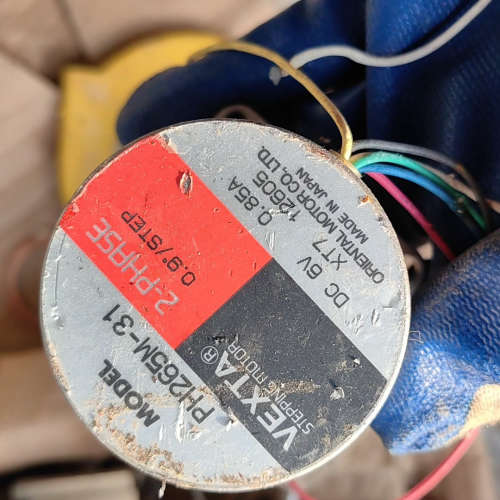 VEXTA®
STEPPING MOTOR
2-PHASE
0.9°/STEP
MODEL
PH265M-31
DC 6V 0.85A
XT7 12605
ORIENTAL MOTOR CO., LTD.
MADE IN JAPAN